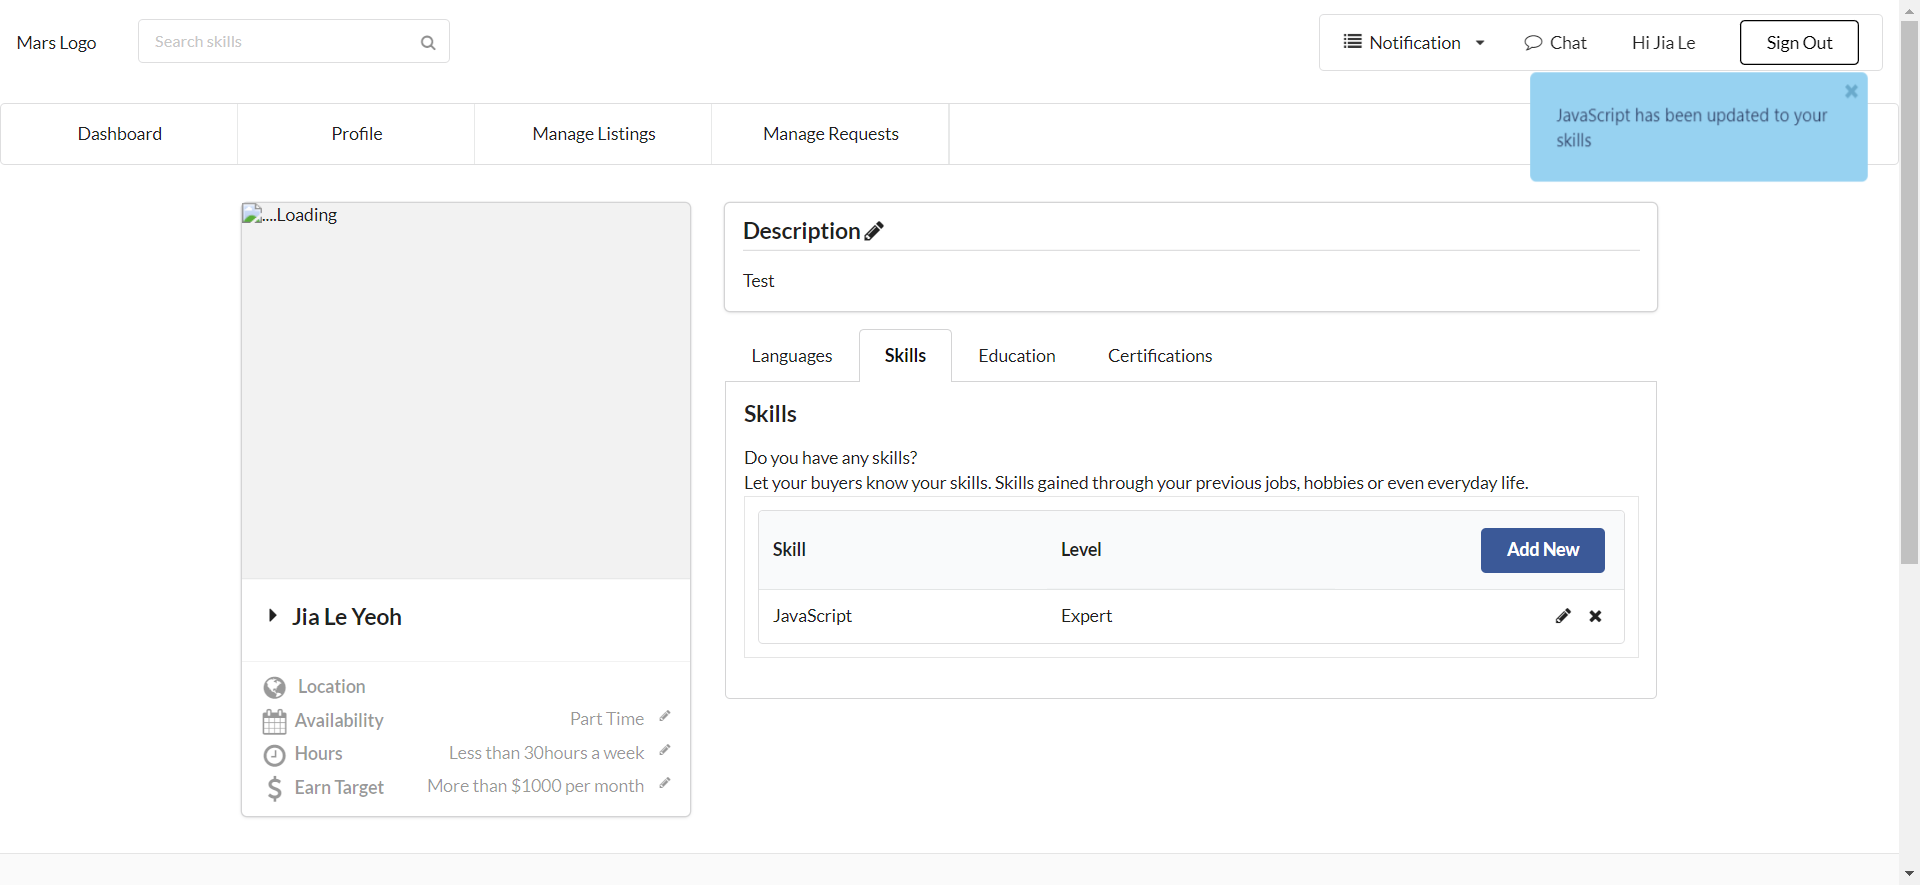 Mars Logo
Search skills
Notification
Chat
Hi Jia Le
Sign Out
JavaScript has been updated to your
skills
Dashboard
Profile
Manage Listings
Manage Requests
....Loading
Jia Le Yeoh
Location
Availability
Part Time
Hours
Less than 30hours a week
Earn Target
More than $1000 per month
Description
Test
Languages
Skills
Education
Certifications
Skills
Do you have any skills?
Let your buyers know your skills. Skills gained through your previous jobs, hobbies or even everyday life.
Skill
Level
Add New
JavaScript
Expert